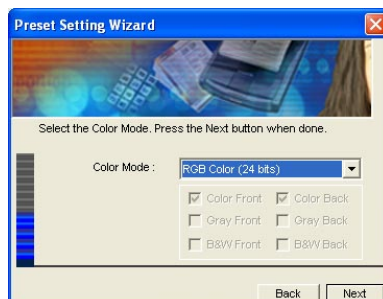 Preset Setting Wizard
Select the Color Mode. Press the Next button when done.
Color Mode : RGB Color (24 bits)
Color Front Color Back
Gray Front Gray Back
B&W Front B&W Back
Back Next